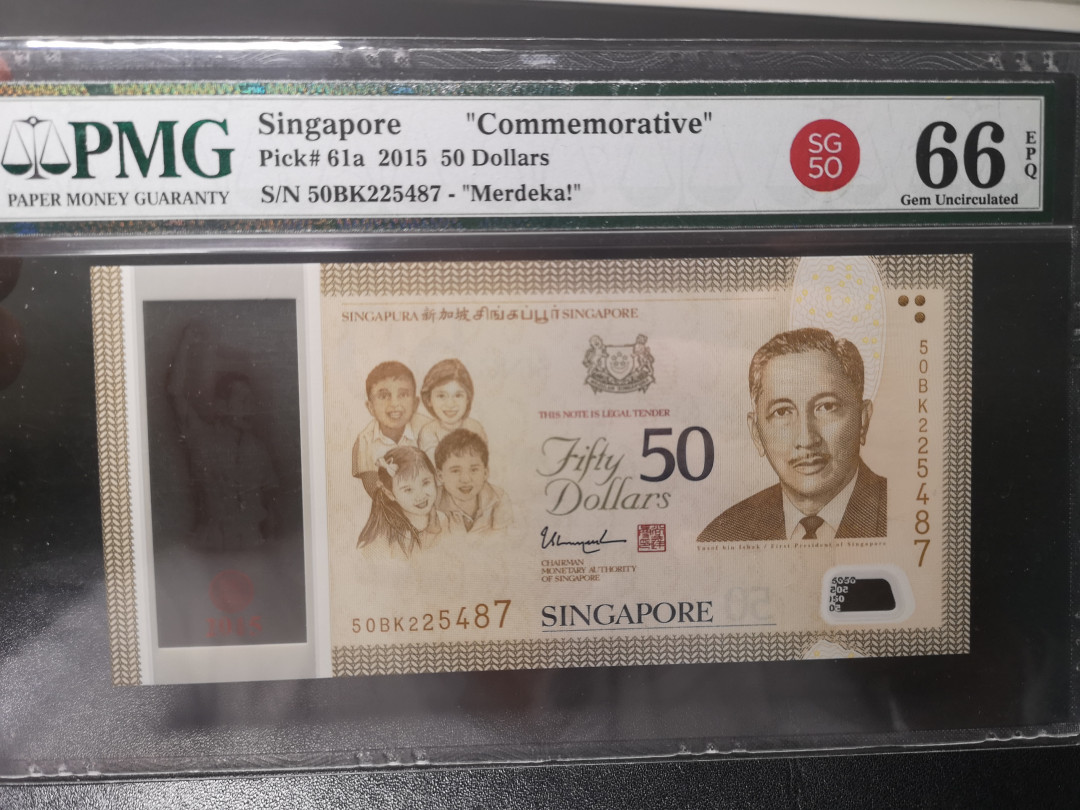 PMG
PAPER MONEY GUARANTY
Singapore "Commemorative"
Pick# 61a 2015 50 Dollars
S/N 50BK225487 - "Merdeka!"
SG
50
66
EPQ
Gem Uncirculated
SINGAPURA 新加坡 சிங்கப்பூர் SINGAPORE
THIS NOTE IS LEGAL TENDER
Fifty 50
Dollars
CHAIRMAN
MONETARY AUTHORITY
OF SINGAPORE
SINGAPORE
50BK225487
50BK225487
Yusof bin Ishak / First President of Singapore